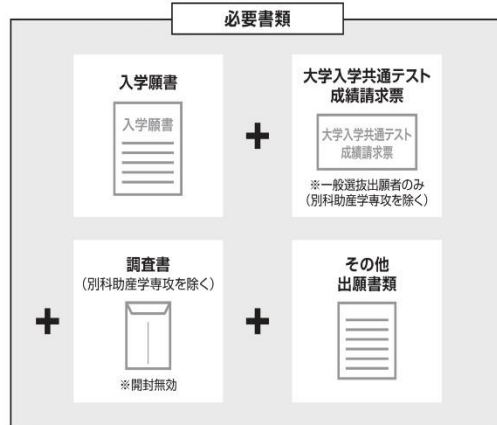 必要書類
入学願書
入学願書
+
大学入学共通テスト
成績請求票
大学入学共通テスト
成績請求票
※一般選抜出願者のみ
(別科助産学専攻を除く)
+
調査書
(別科助産学専攻を除く)
※開封無効
+
その他
出願書類